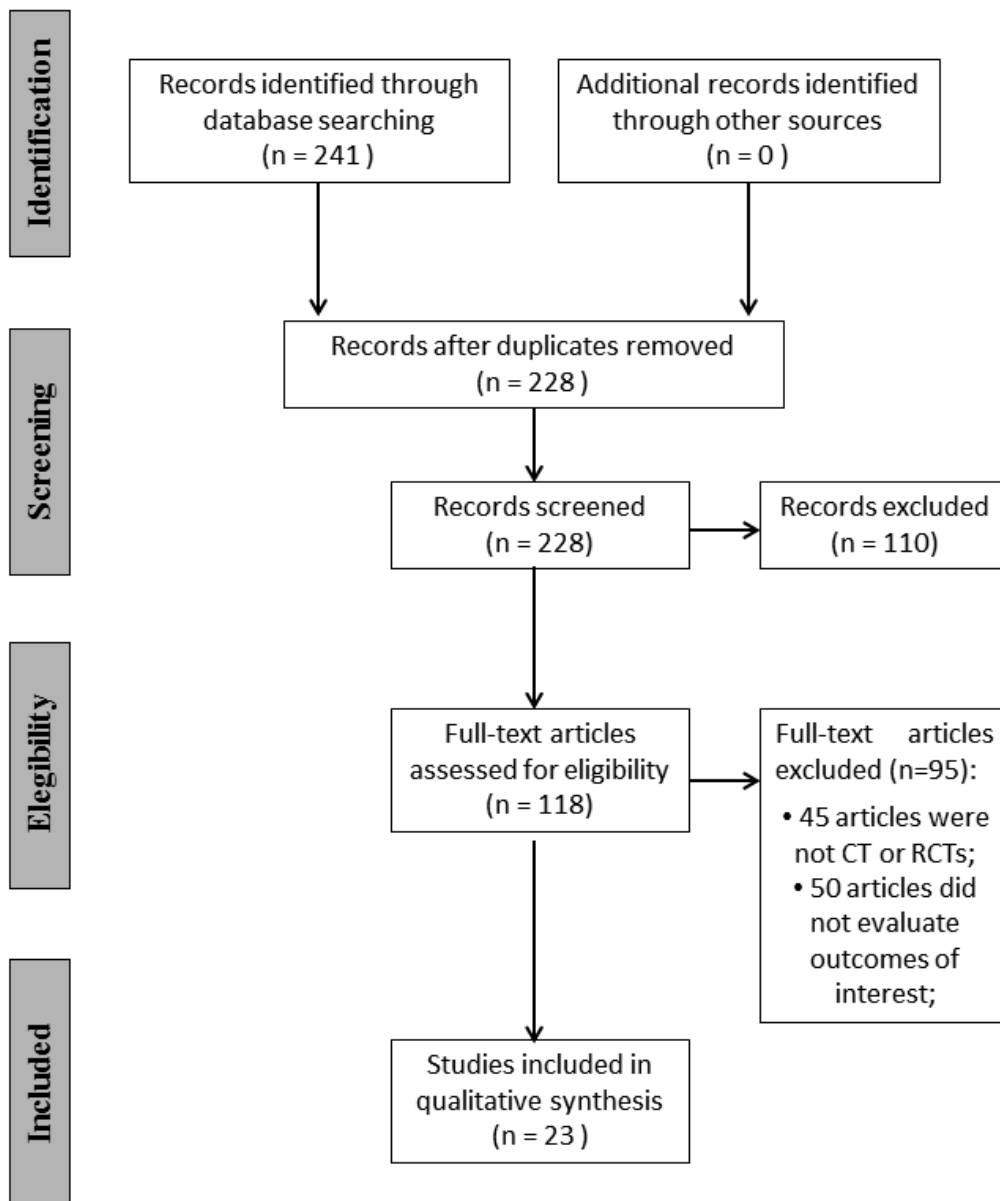 Identification
Records identified through
database searching
(n = 241 )
Additional records identified
through other sources
(n = 0 )
Screening
Records after duplicates removed
(n = 228 )
Records screened
(n = 228)
Records excluded
(n = 110)
Elegibility
Full-text articles
assessed for eligibility
(n = 118)
Full-text articles
excluded (n=95):
• 45 articles were
not CT or RCTs;
• 50 articles did
not evaluate
outcomes of
interest;
Included
Studies included in
qualitative synthesis
(n = 23 )